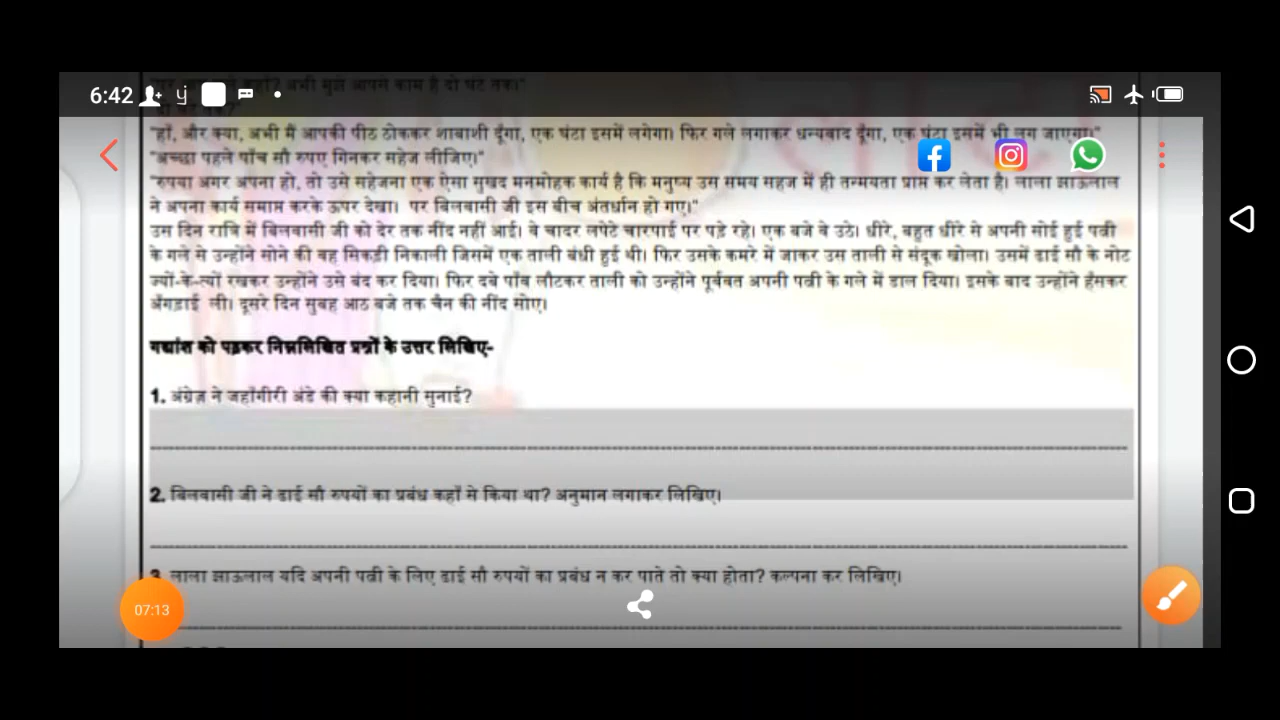 6:42
कहाँ? अभी मुझे आपसे काम है दो घंटे तक।"
"हाँ, और क्या, अभी मैं आपकी पीठ ठोककर शाबाशी दूँगा, एक घंटा इसमें लगेगा। फिर गले लगाकर धन्यवाद दूँगा, एक घंटा इसमें भी लग जाएगा।"
"अच्छा पहले पाँच सौ रुपए गिनकर सहेज लीजिए।"
"रुपया अगर अपना हो, तो उसे सहेजना एक ऐसा सुखद मनमोहक कार्य है कि मनुष्य उस समय सहज में ही तन्मयता प्राप्त कर लेता है। लाला झाऊलाल
ने अपना कार्य समाप्त करके ऊपर देखा। पर बिलवासी जी इस बीच अंतर्धान हो गए।"
उस दिन रात्रि में बिलवासी जी को देर तक नींद नहीं आई। वे चादर लपेटे चारपाई पर पड़े रहे। एक बजे वे उठे। धीरे, बहुत धीरे से अपनी सोई हुई पत्नी
के गले से उन्होंने सोने की वह सिकड़ी निकाली जिसमें एक ताली बंधी हुई थी। फिर उसके कमरे में जाकर उस ताली से संदूक खोला। उसमें ढाई सौ के नोट
ज्यों-के-त्यों रखकर उन्होंने उसे बंद कर दिया। फिर दबे पाँव लौटकर ताली को उन्होंने पूर्ववत अपनी पत्नी के गले में डाल दिया। इसके बाद उन्होंने हँसकर
अँगड़ाई ली। दूसरे दिन सुबह आठ बजे तक चैन की नींद सोए।
गद्यांश को पढ़कर निम्नलिखित प्रश्नों के उत्तर लिखिए-
1. अंग्रेज़ ने जहाँगीरी अंडे की क्या कहानी सुनाई?
2. बिलवासी जी ने ढाई सौ रुपयों का प्रबंध कहाँ से किया था? अनुमान लगाकर लिखिए।
3. लाला झाऊलाल यदि अपनी पत्नी के लिए ढाई सौ रुपयों का प्रबंध न कर पाते तो क्या होता? कल्पना कर लिखिए।
07:13